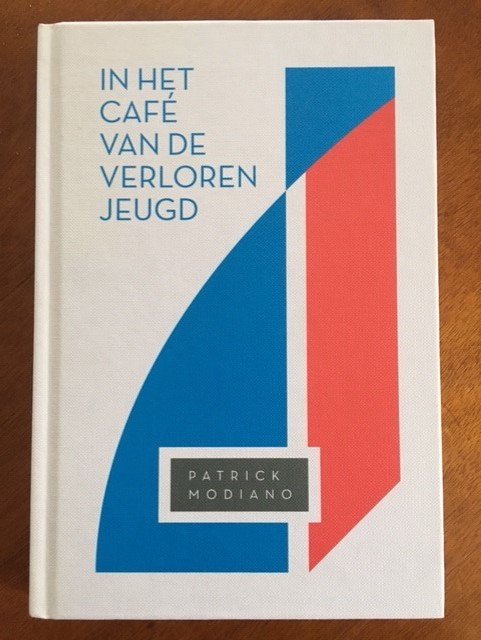 IN HET
CAFÉ
VAN DE
VERLOREN
JEUGD
PATRICK
MODIANO